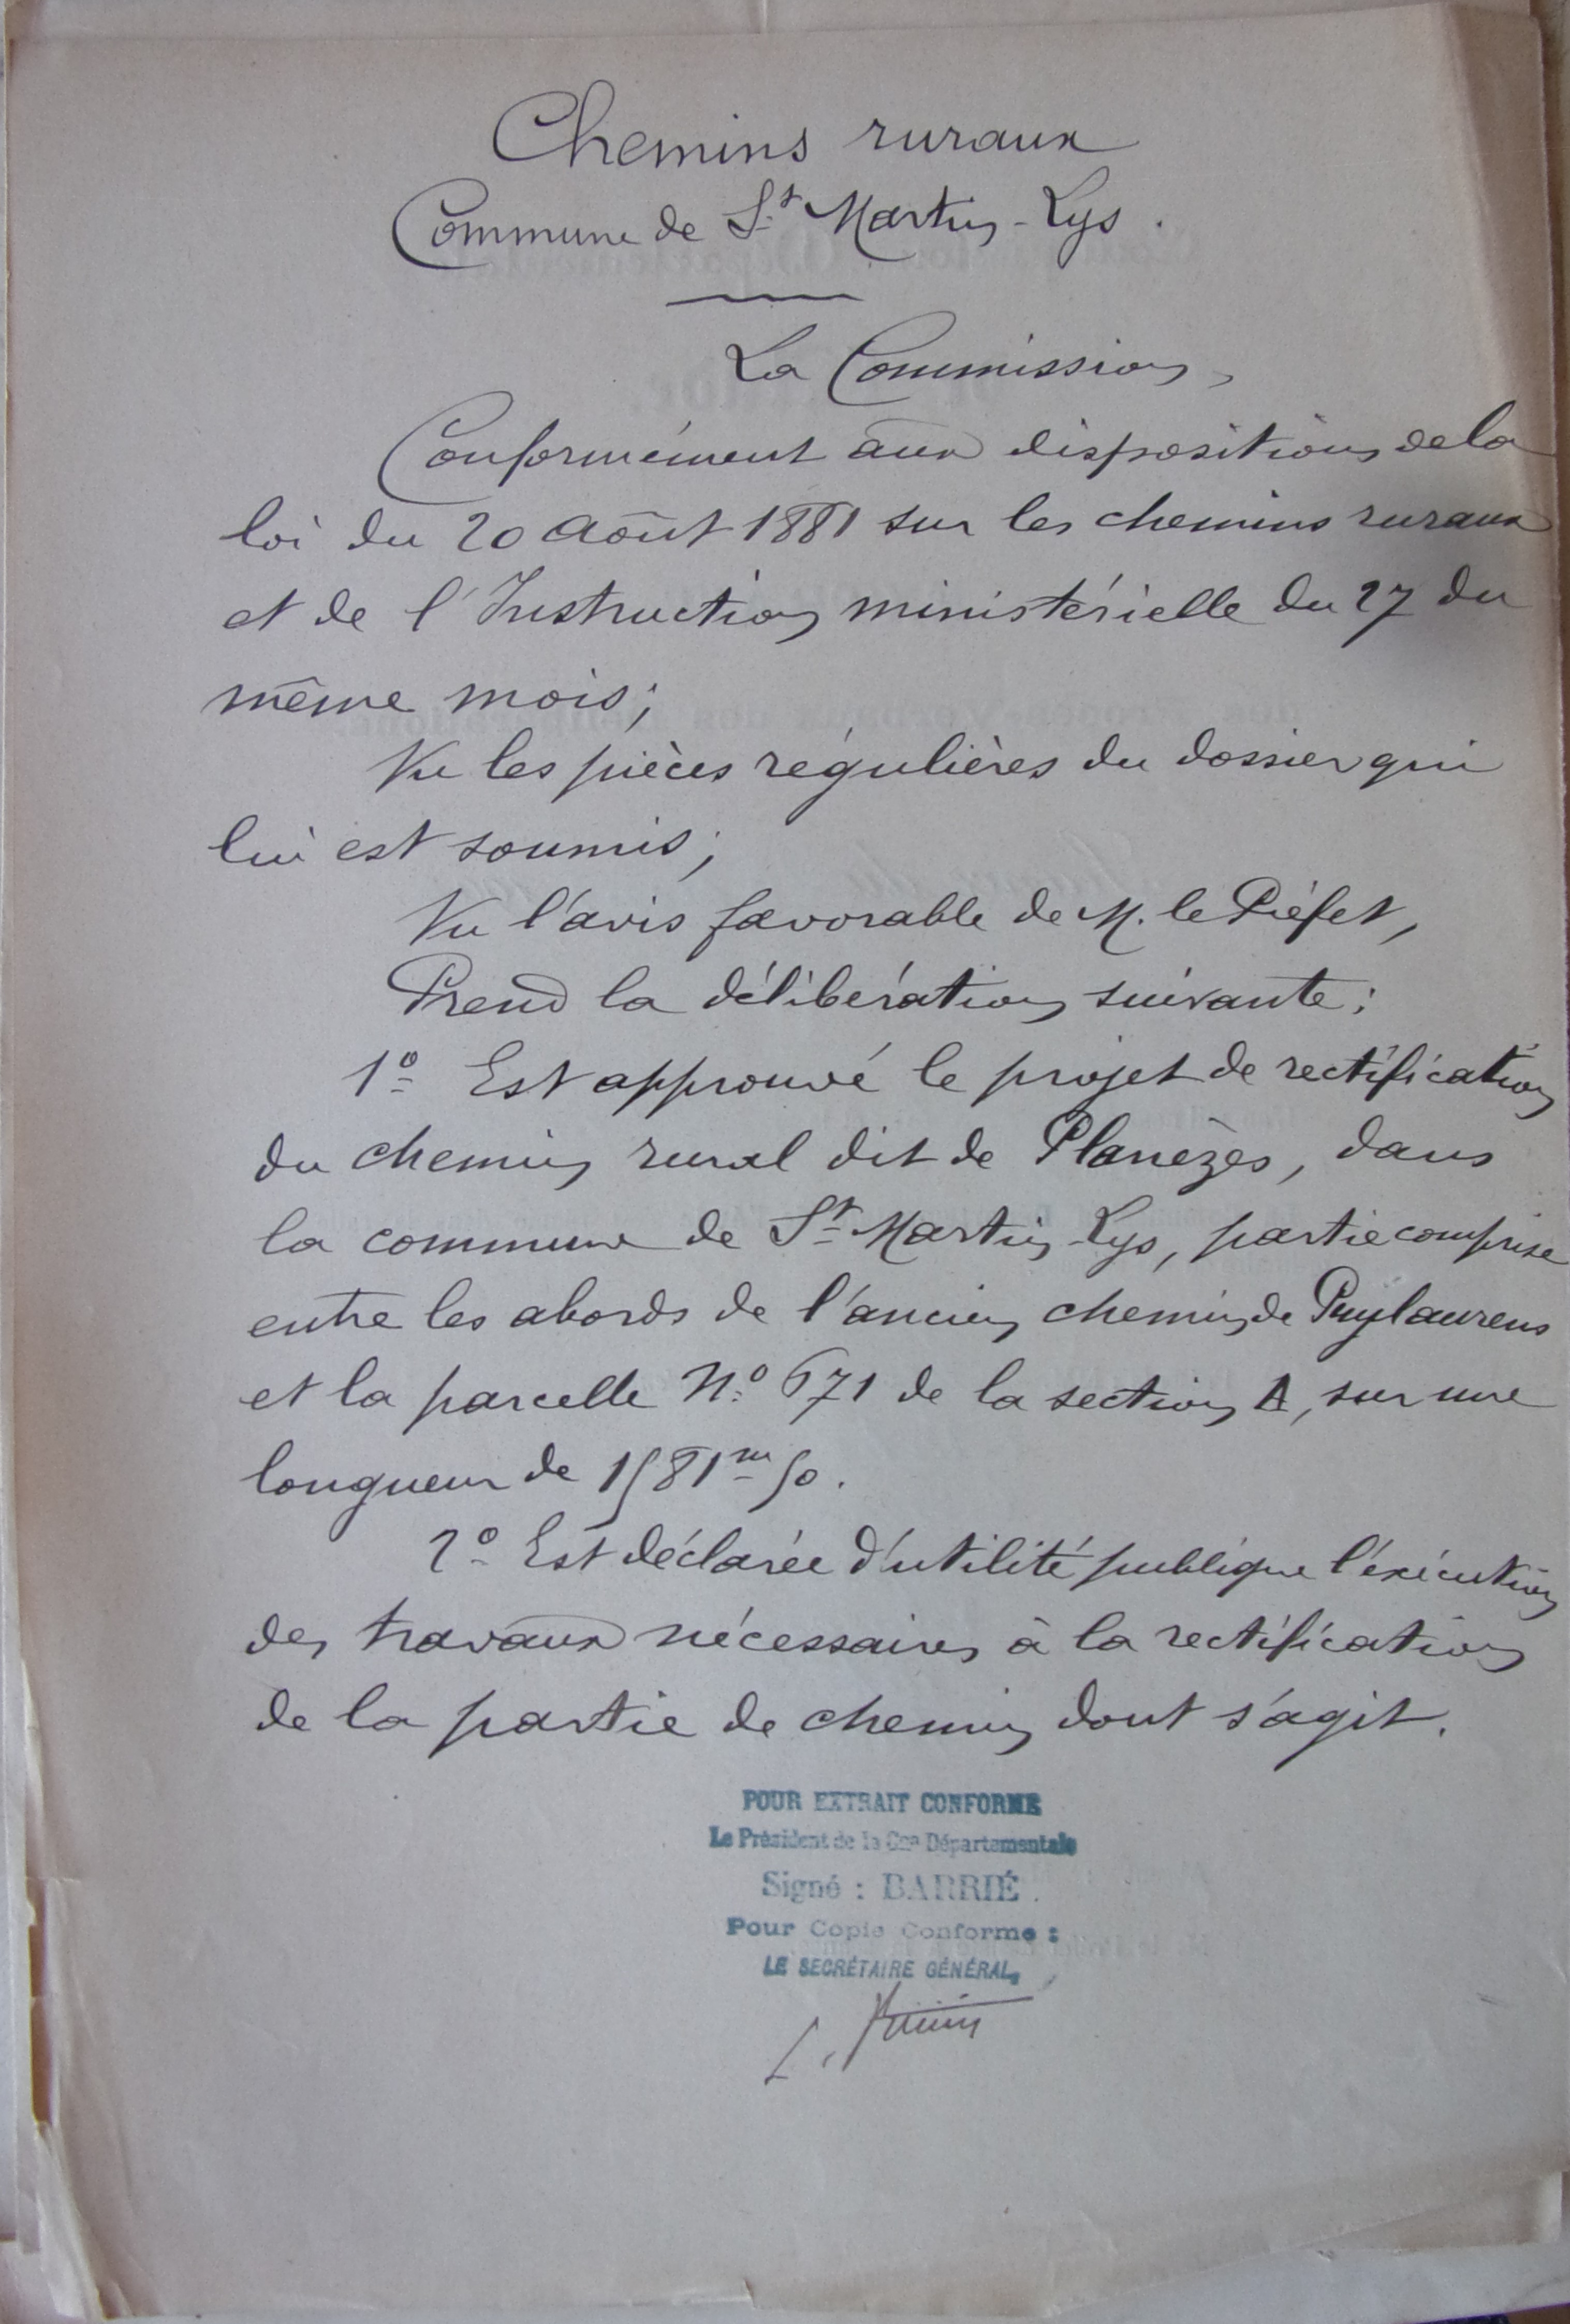 Chemins ruraux
Commune de St Martin-Lys.
La Commission,
Conformément aux dispositions de la
loi du 20 Août 1881 sur les chemins ruraux
et de l'Instruction ministérielle du 27 du
même mois;
Vu les pièces régulières du dossier qui
lui est soumis;
Vu l'avis favorable de M. le Préfet,
Prend la délibération suivante:
1º Est approuvé le projet de rectification
du chemin rural dit de Planèzes, dans
la commune de St Martin-Lys, partie comprise
entre les abords de l'ancien chemin de Puylaurens
et la parcelle Nº 671 de la section A, sur une
longueur de 1581m50.
2º Est déclarée d'utilité publique l'exécution
des travaux nécessaires à la rectification
de la partie de chemin dont s'agit.
POUR EXTRAIT CONFORME
Le Président de la Con Départementale
Signé : BARRIÉ.
Pour Copie Conforme :
LE SECRÉTAIRE GÉNÉRAL,